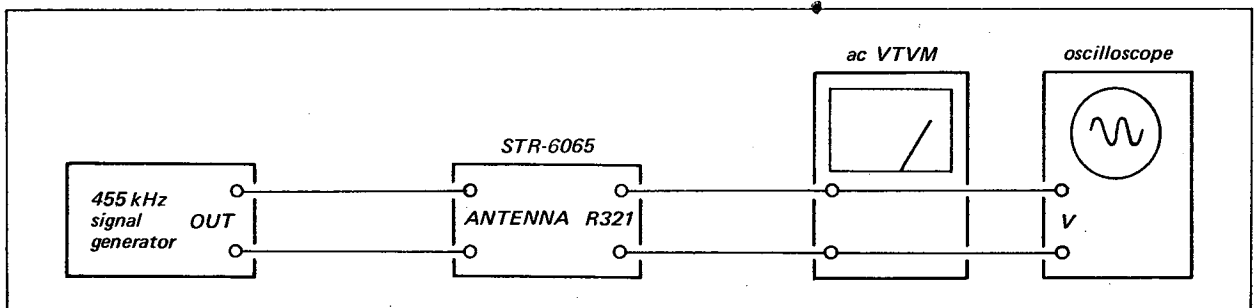 ac VTVM
oscilloscope
STR-6065
455 kHz
signal
generator
OUT
ANTENNA
R321
V